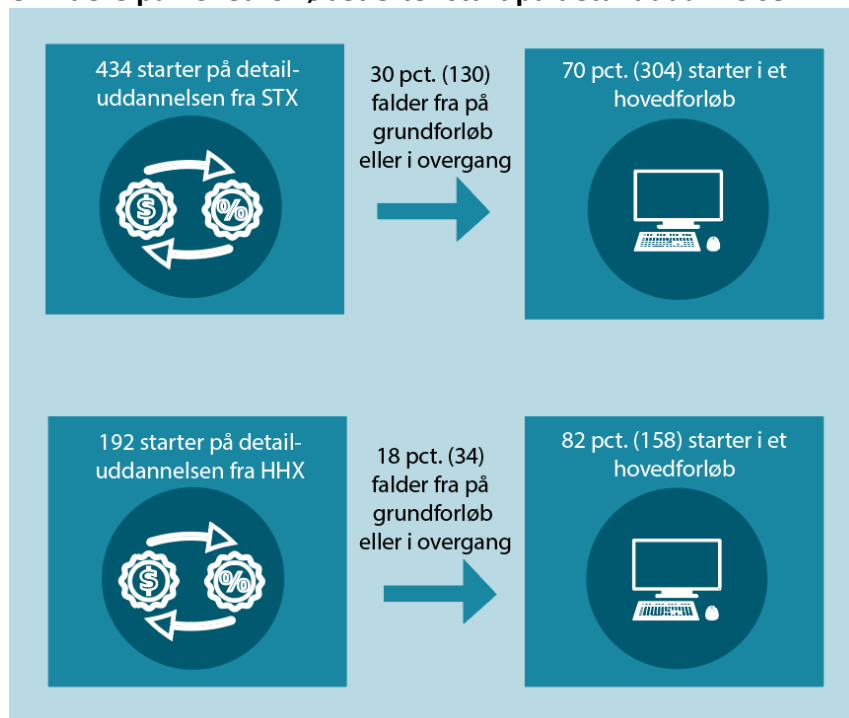 434 starter på detail-
uddannelsen fra STX
30 pct. (130)
falder fra på
grundforløb
eller i overgang
70 pct. (304) starter i et
hovedforløb
$
%
192 starter på detail-
uddannelsen fra HHX
18 pct. (34)
falder fra på
grundforløb
eller i overgang
82 pct. (158) starter i et
hovedforløb
$
%